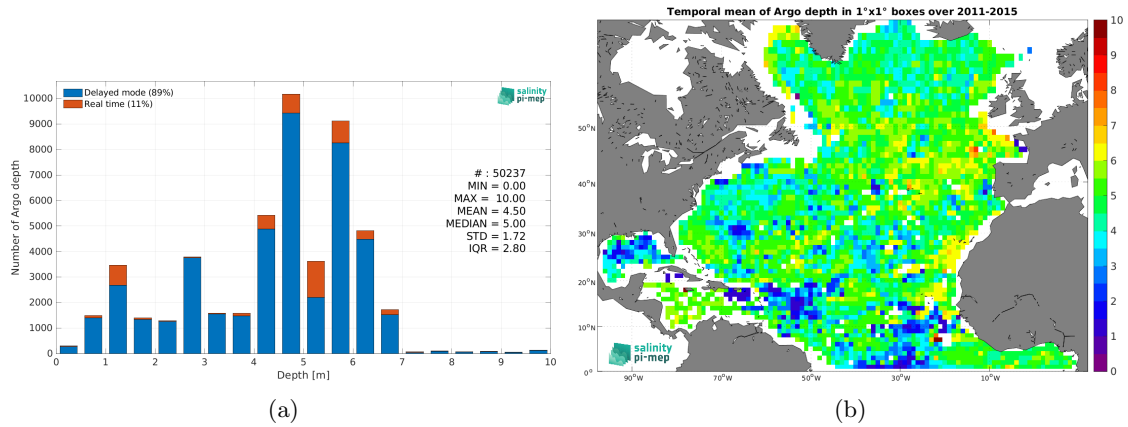 Delayed mode (89%)
Real time (11%)
salinity
pi-mep
# : 50237
MIN = 0.00
MAX = 10.00
MEAN = 4.50
MEDIAN = 5.00
STD = 1.72
IQR = 2.80
Number of Argo depth
10000
9000
8000
7000
6000
5000
4000
3000
2000
1000
0
0 1 2 3 4 5 6 7 8 9 10
Depth [m]
(a)
Temporal mean of Argo depth in 1°x1° boxes over 2011-2015
50°N
40°N
30°N
20°N
10°N
0°
90°W 70°W 50°W 30°W 10°W
salinity
pi-mep
10
9
8
7
6
5
4
3
2
1
0
(b)